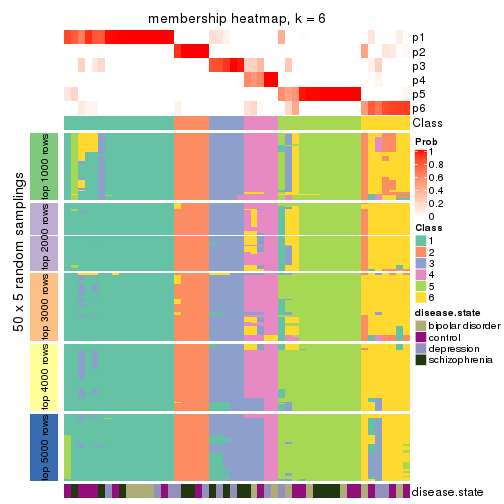 membership heatmap, k = 6
p1
p2
p3
p4
p5
p6
Class
50 x 5 random samplings
top 1000 rows
top 2000 rows
top 3000 rows
top 4000 rows
top 5000 rows
Prob
1
0.8
0.6
0.4
0.2
0
Class
1
2
3
4
5
6
disease.state
bipolar disorder
control
depression
schizophrenia
disease.state